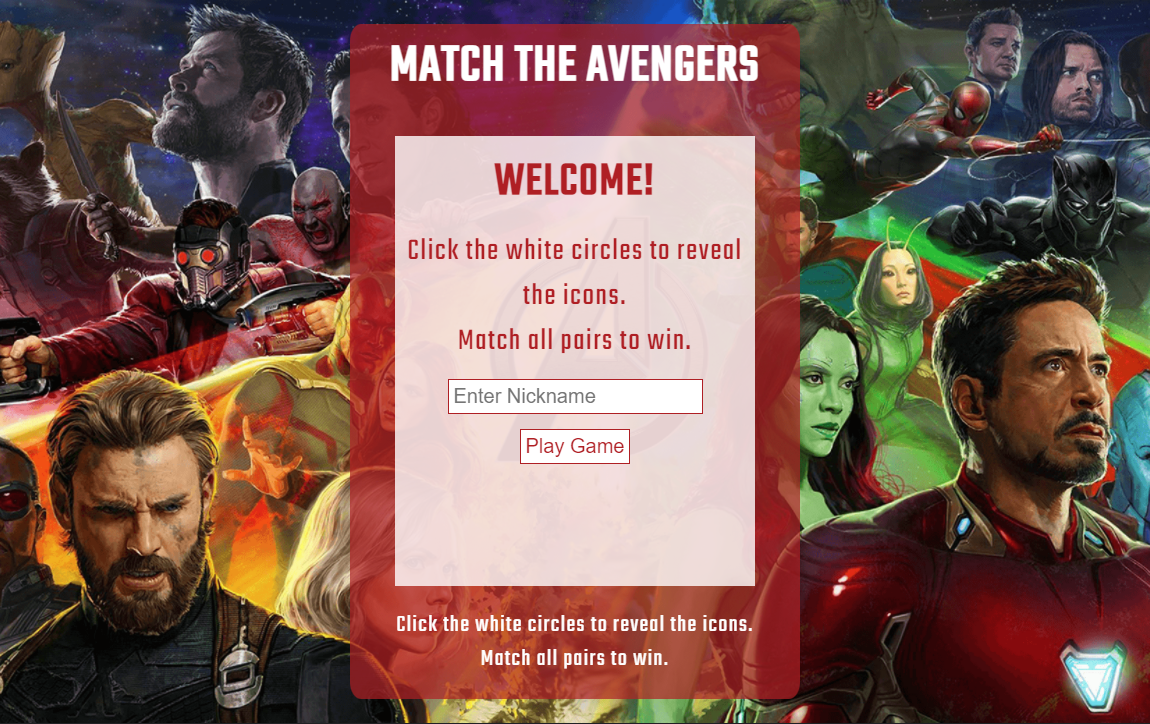 MATCH THE AVENGERS
WELCOME!
Click the white circles to reveal
the icons.
Match all pairs to win.
Enter Nickname
Play Game
Click the white circles to reveal the icons.
Match all pairs to win.